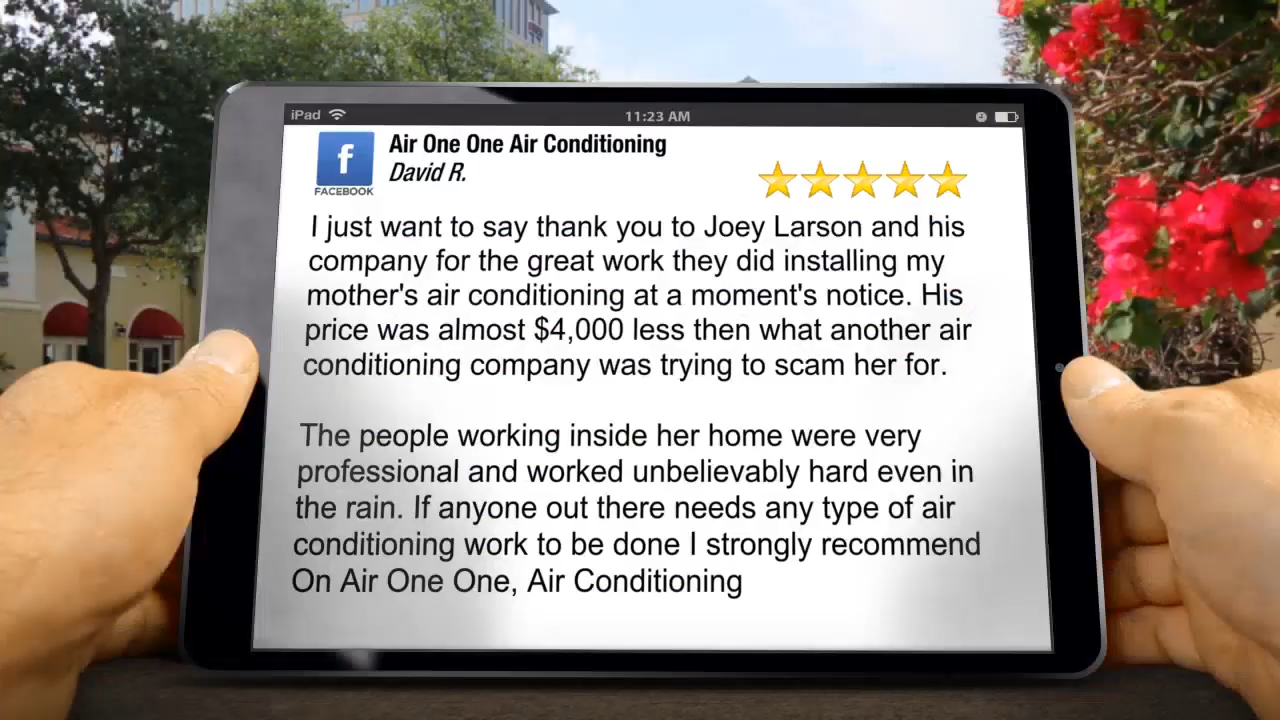 iPad 11:23 AM
f
FACEBOOK
Air One One Air Conditioning
David R.
I just want to say thank you to Joey Larson and his
company for the great work they did installing my
mother's air conditioning at a moment's notice. His
price was almost $4,000 less then what another air
conditioning company was trying to scam her for.
The people working inside her home were very
professional and worked unbelievably hard even in
the rain. If anyone out there needs any type of air
conditioning work to be done I strongly recommend
On Air One One, Air Conditioning